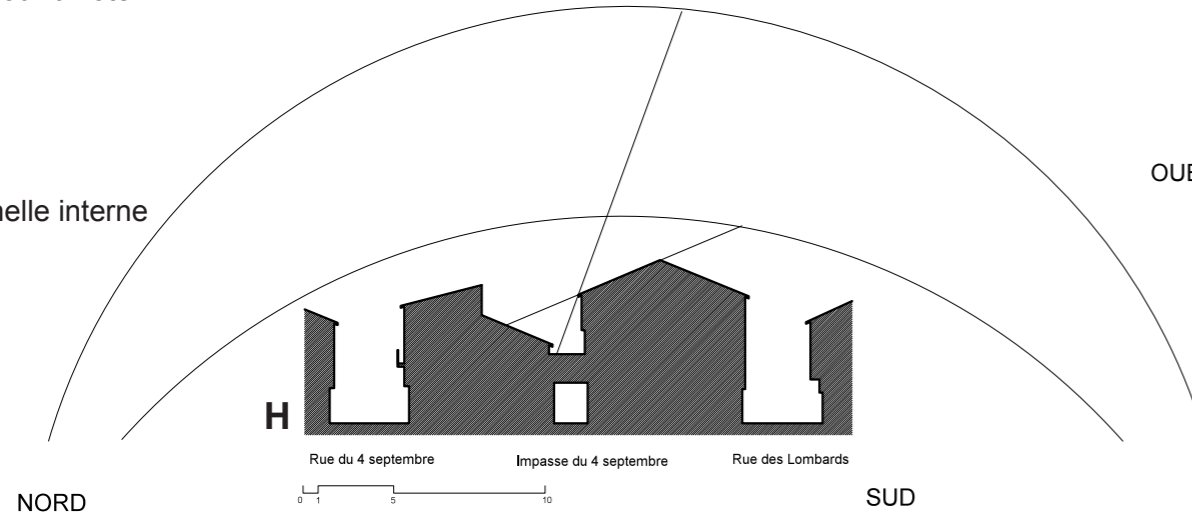 OUE
nelle interne
H
Rue du 4 septembre
Impasse du 4 septembre
Rue des Lombards
0 1 5 10
NORD
SUD